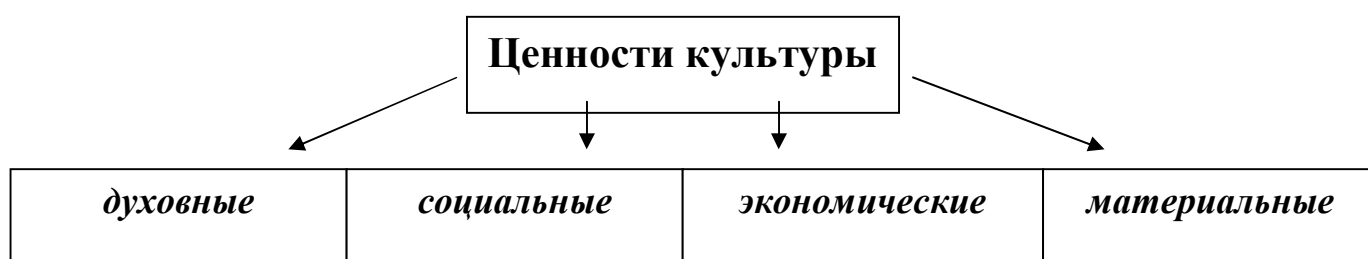 Ценности культуры
духовные социальные экономические материальные